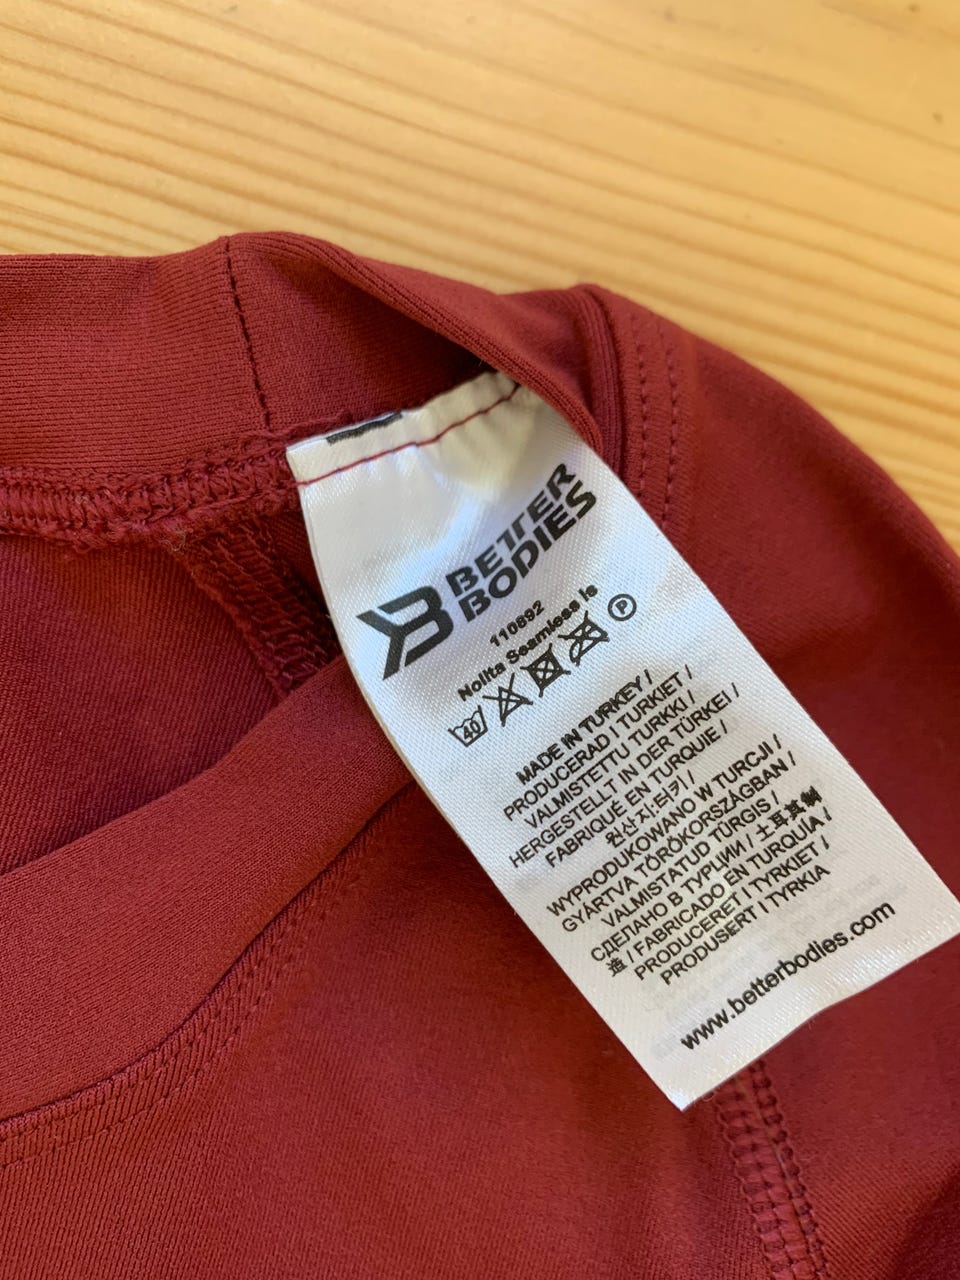 BETTER
BODIES
110892
Nolita Seamless ls
40
P
MADE IN TURKEY /
PRODUCERAD I TURKIET /
VALMISTETTU TURKKI /
HERGESTELLT IN DER TÜRKEI /
FABRIQUÉ EN TURQUIE /
원산지:터키 /
WYPRODUKOWANO W TURCJI /
GYÁRTVA TÖRÖKORSZÁGBAN /
VALMISTATUD TÜRGIS /
СДЕЛАНО В ТУРЦИИ / 土耳其制
造 / FABRICADO EN TURQUÍA /
PRODUCERET I TYRKIET /
PRODUSERT I TYRKIA
www.betterbodies.com